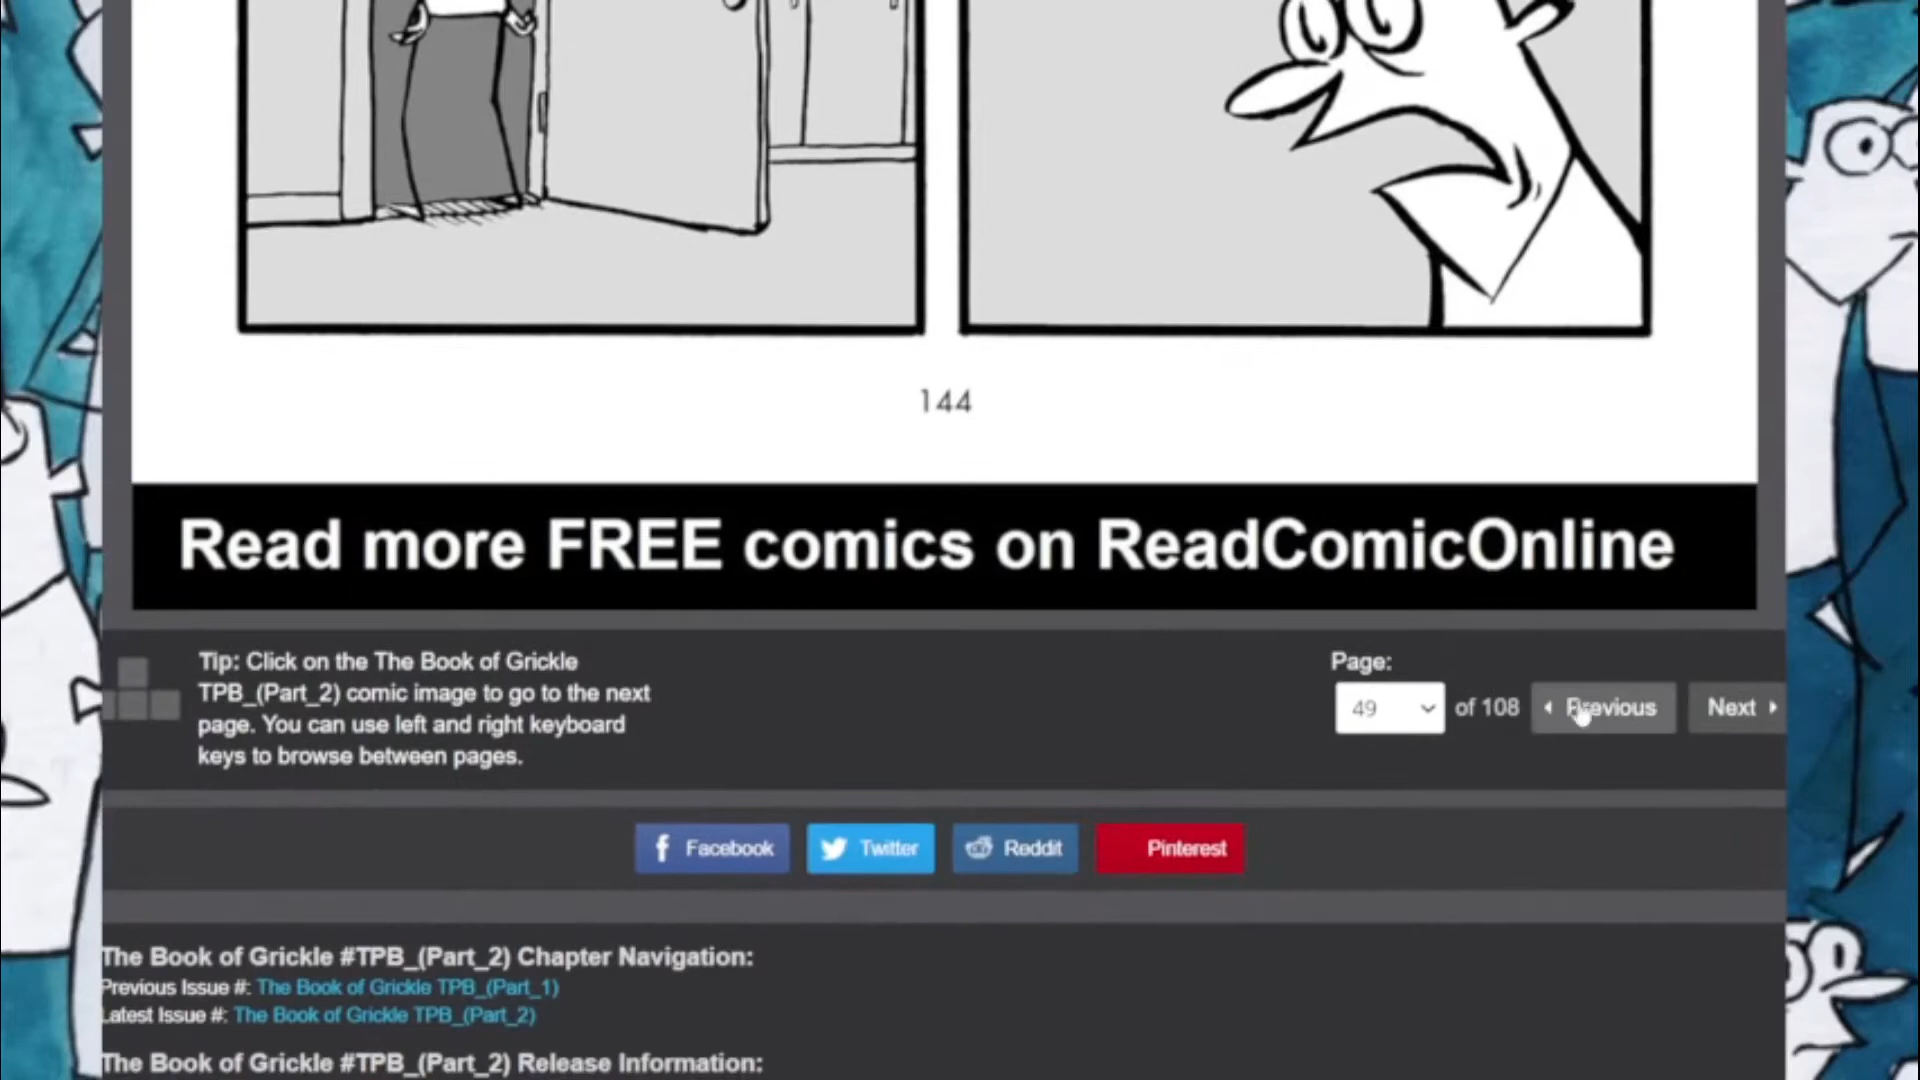 144
Read more FREE comics on ReadComicOnline
Tip: Click on the The Book of Grickle
TPB_(Part_2) comic image to go to the next
page. You can use left and right keyboard
keys to browse between pages.
Page:
49 of 108 Previous Next
Facebook Twitter Reddit Pinterest
The Book of Grickle #TPB_(Part_2) Chapter Navigation:
Previous Issue #: The Book of Grickle TPB_(Part_1)
Latest Issue #: The Book of Grickle TPB_(Part_2)
The Book of Grickle #TPB_(Part_2) Release Information: